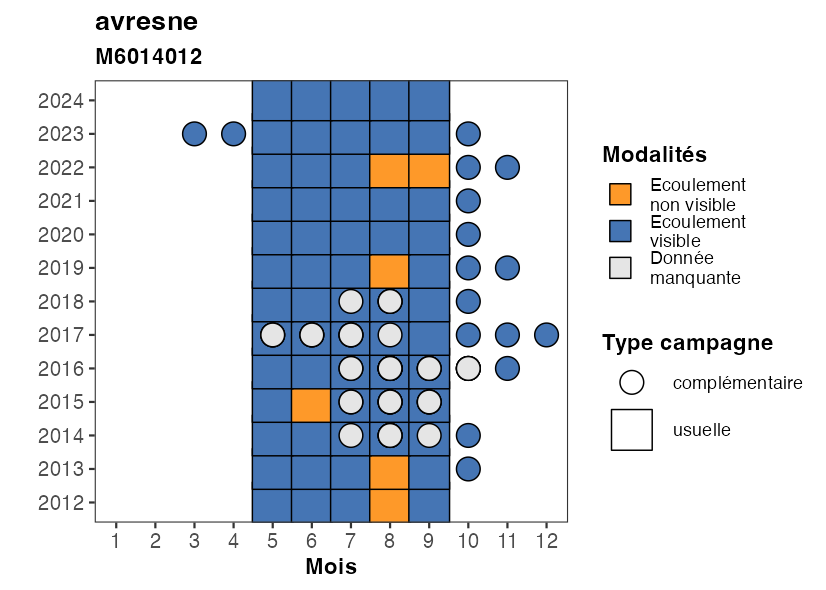 avresne
M6014012
2024
2023
2022
2021
2020
2019
2018
2017
2016
2015
2014
2013
2012
1 2 3 4 5 6 7 8 9 10 11 12
Mois
Modalités
Ecoulement
non visible
Ecoulement
visible
Donnée
manquante
Type campagne
complémentaire
usuelle